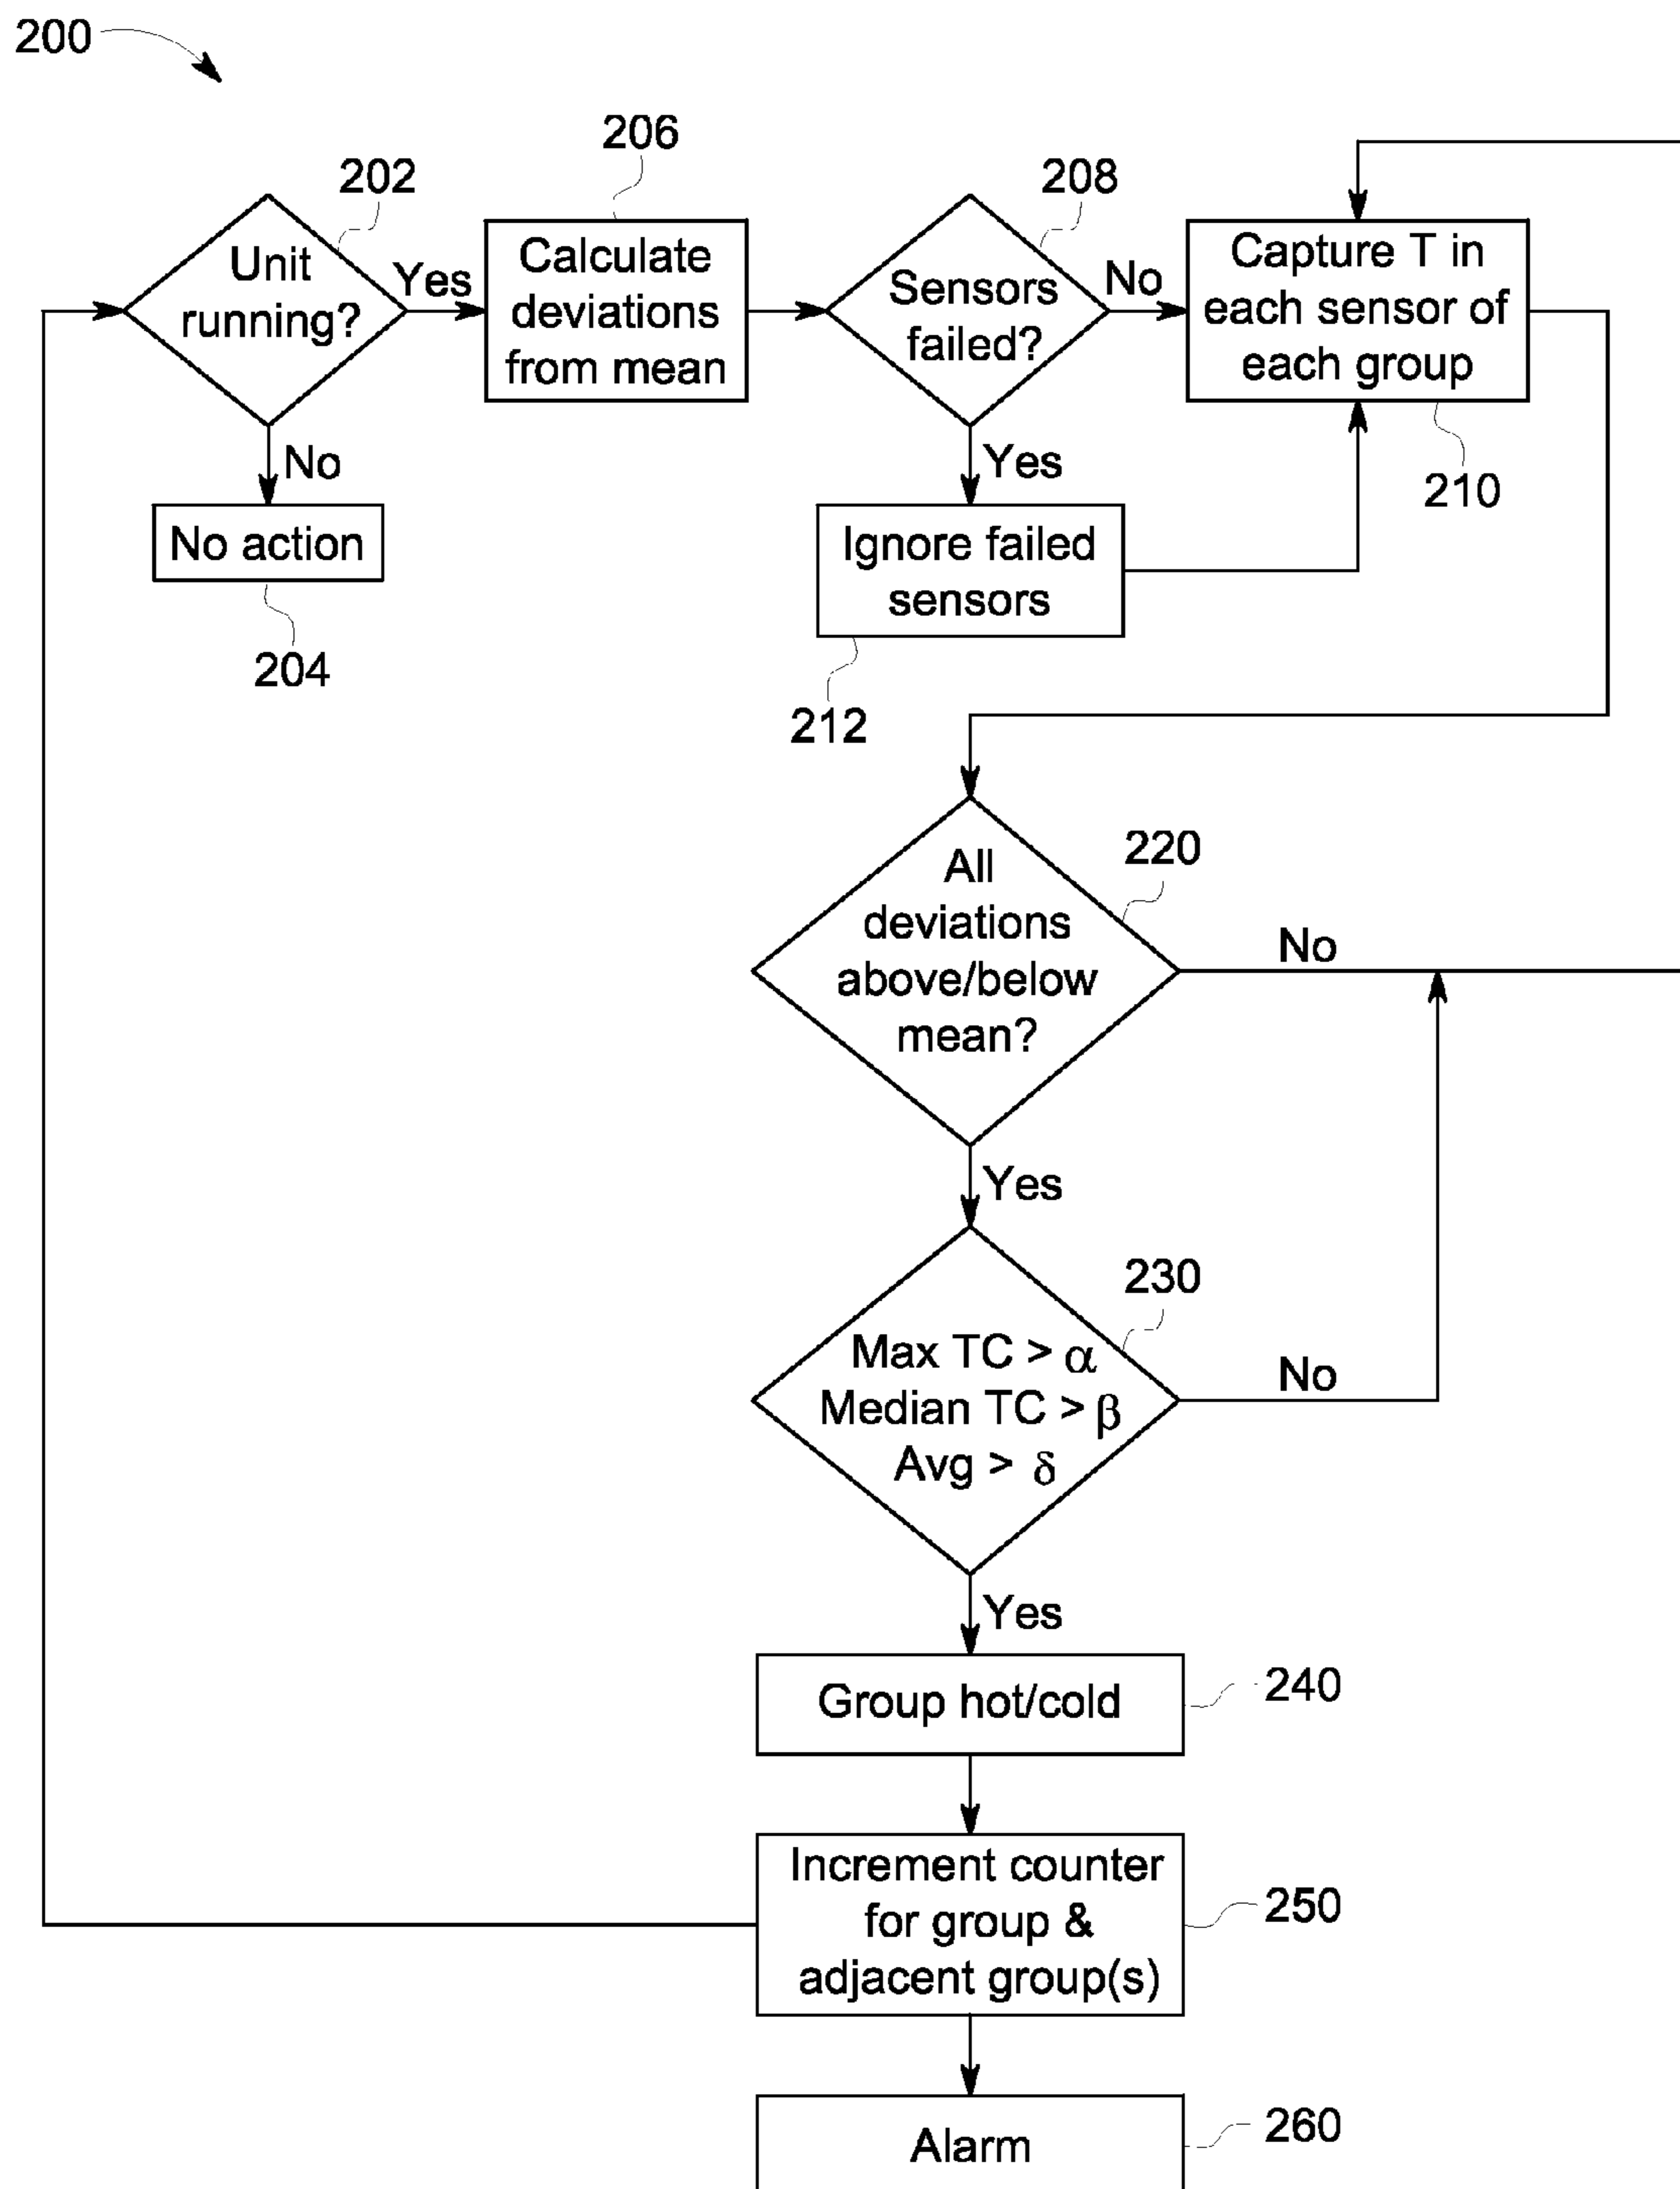 200
206
202
208
Unit
running?
Yes
Calculate
deviations
from mean
Sensors
failed?
No
Capture T in
each sensor of
each group
No
Yes
210
No action
Ignore failed
sensors
204
212
All
deviations
above/below
mean?
220
No
Yes
230
Max TC > α
Median TC > β
Avg > δ
No
Yes
Group hot/cold
240
Increment counter
for group &
adjacent group(s)
250
Alarm
260